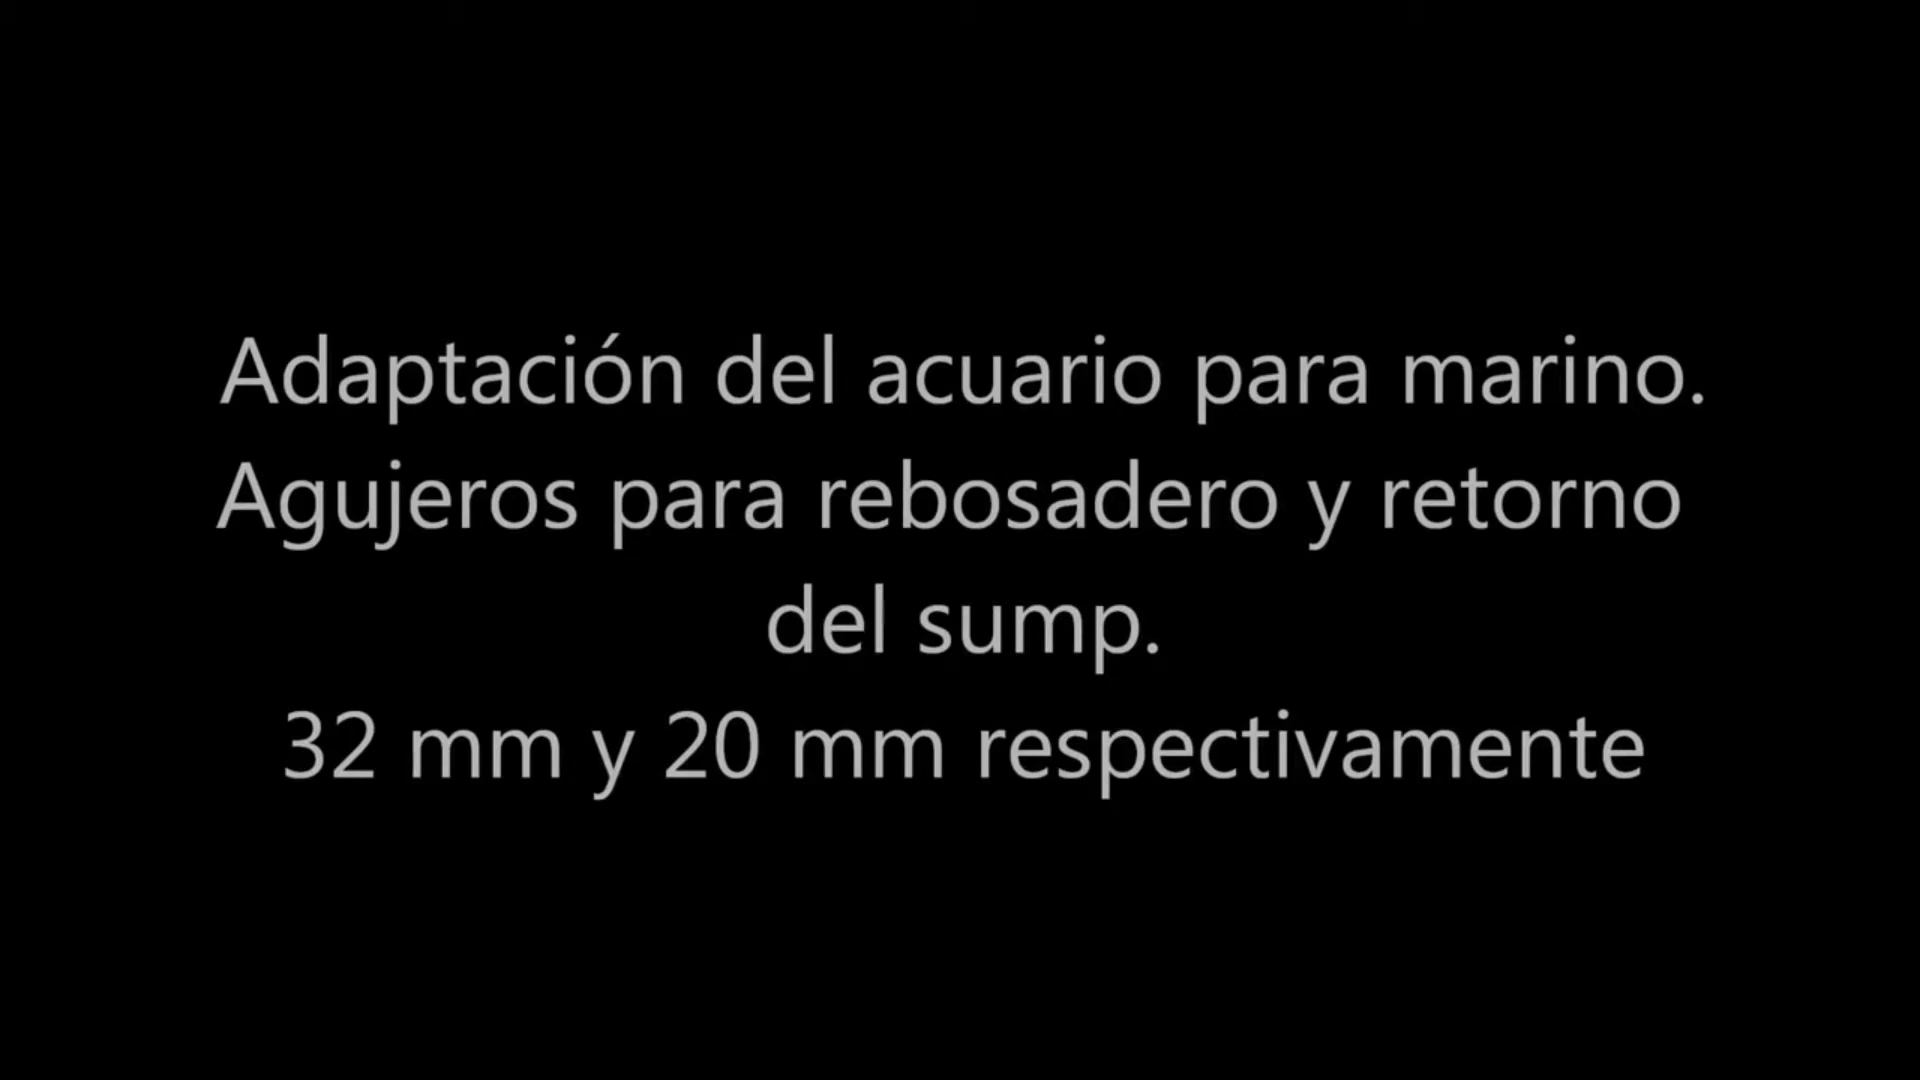 Adaptación del acuario para marino.
Agujeros para rebosadero y retorno
del sump.
32 mm y 20 mm respectivamente